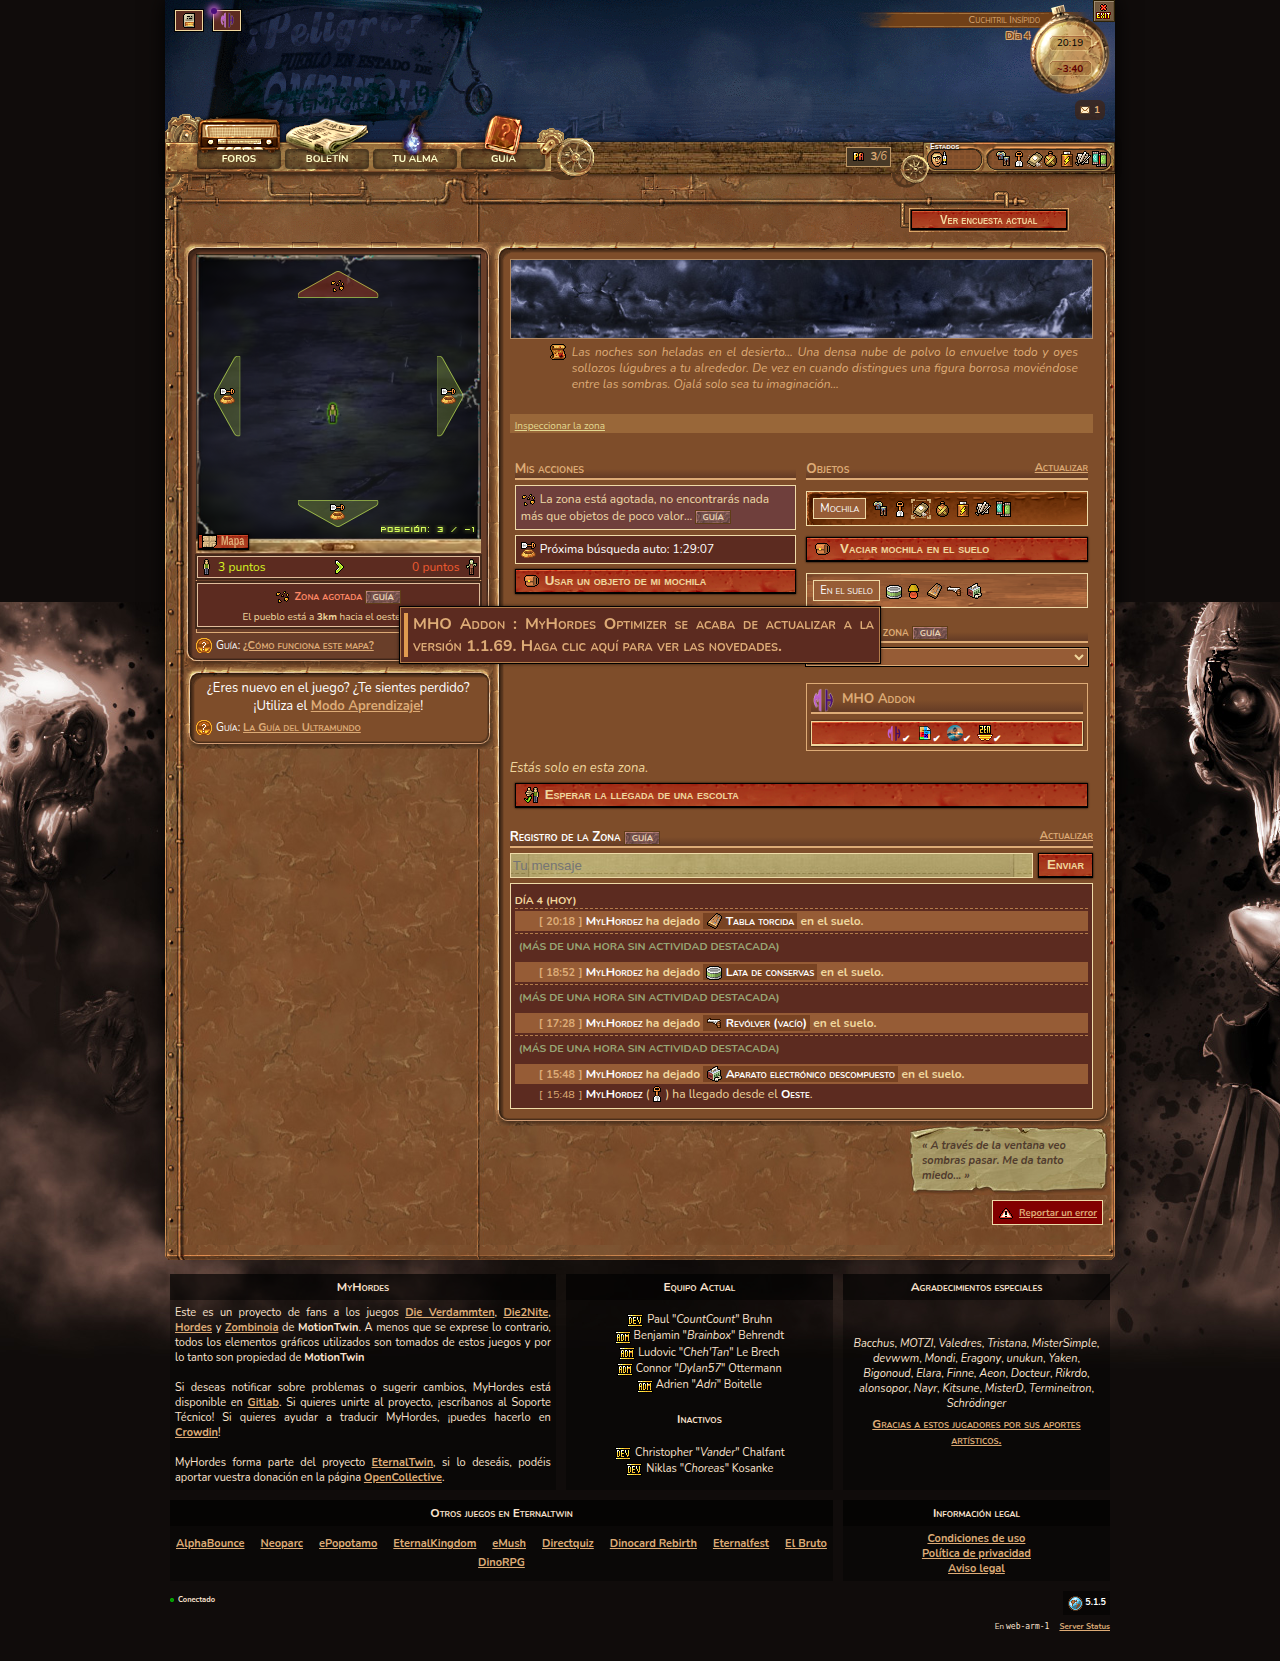 ¡Peligro!
PUEBLO EN ESTADO DE
EXIT
Cuchitril Insípido
Día 4
20:19
~3:40
1
FOROS
BOLETÍN
TU ALMA
GUIA
PA 3/6
Estados
Ver encuesta actual
POSICIÓN: 3 / -1
Mapa
3 puntos
0 puntos
Zona agotada GUÍA
El pueblo está a 3km hacia el oeste
Guía: ¿Cómo funciona este mapa?
¿Eres nuevo en el juego? ¿Te sientes perdido?
¡Utiliza el Modo Aprendizaje!
Guía: La Guía del Ultramundo
Las noches son heladas en el desierto... Una densa nube de polvo lo envuelve todo y oyes
sollozos lúgubres a tu alrededor. De vez en cuando distingues una figura borrosa moviéndose
entre las sombras. Ojalá solo sea tu imaginación...
Inspeccionar la zona
Mis acciones
La zona está agotada, no encontrarás nada
más que objetos de poco valor... GUÍA
Próxima búsqueda auto: 1:29:07
Usar un objeto de mi mochila
Objetos
Actualizar
Mochila
Vaciar mochila en el suelo
En el suelo
zona GUÍA
MHO Addon : MyHordes Optimizer se acaba de actualizar a la
versión 1.1.69. Haga clic aquí para ver las novedades.
MHO Addon
Estás solo en esta zona.
Esperar la llegada de una escolta
Registro de la Zona GUÍA
Actualizar
Tu mensaje
Enviar
DÍA 4 (HOY)
[ 20:18 ] MylHordez ha dejado Tabla torcida en el suelo.
(MÁS DE UNA HORA SIN ACTIVIDAD DESTACADA)
[ 18:52 ] MylHordez ha dejado Lata de conservas en el suelo.
(MÁS DE UNA HORA SIN ACTIVIDAD DESTACADA)
[ 17:28 ] MylHordez ha dejado Revólver (vacío) en el suelo.
(MÁS DE UNA HORA SIN ACTIVIDAD DESTACADA)
[ 15:48 ] MylHordez ha dejado Aparato electrónico descompuesto en el suelo.
[ 15:48 ] MylHordez ( ) ha llegado desde el Oeste.
« A través de la ventana veo
sombras pasar. Me da tanto
miedo... »
Reportar un error
MyHordes
Este es un proyecto de fans a los juegos Die Verdammten, Die2Nite,
Hordes y Zombinoia de MotionTwin. A menos que se exprese lo contrario,
todos los elementos gráficos utilizados son tomados de estos juegos y por
lo tanto son propiedad de MotionTwin
Si deseas notificar sobre problemas o sugerir cambios, MyHordes está
disponible en Gitlab. Si quieres unirte al proyecto, ¡escríbanos al Soporte
Técnico! Si quieres ayudar a traducir MyHordes, ¡puedes hacerlo en
Crowdin!
MyHordes forma parte del proyecto EternalTwin, si lo deseáis, podéis
aportar vuestra donación en la página OpenCollective.
Equipo Actual
DEV Paul "CountCount" Bruhn
ADM Benjamin "Brainbox" Behrendt
ADM Ludovic "Cheh'Tan" Le Brech
ADM Connor "Dylan57" Ottermann
ADM Adrien "Adri" Boitelle
Inactivos
DEV Christopher "Vander" Chalfant
DEV Niklas "Choreas" Kosanke
Agradecimientos especiales
Bacchus, MOTZI, Valedres, Tristana, MisterSimple,
devwwm, Mondi, Eragony, unukun, Yaken,
Bigonoud, Elara, Finne, Aeon, Docteur, Rikrdo,
alonsopor, Nayr, Kitsune, MisterD, Termineitron,
Schrödinger
Gracias a estos jugadores por sus aportes
artísticos.
Otros juegos en Eternaltwin
AlphaBounce Neoparc ePopotamo EternalKingdom eMush Directquiz Dinocard Rebirth Eternalfest El Bruto
DinoRPG
Información legal
Condiciones de uso
Política de privacidad
Aviso legal
Conectado
5.1.5
En web-arm-1 Server Status